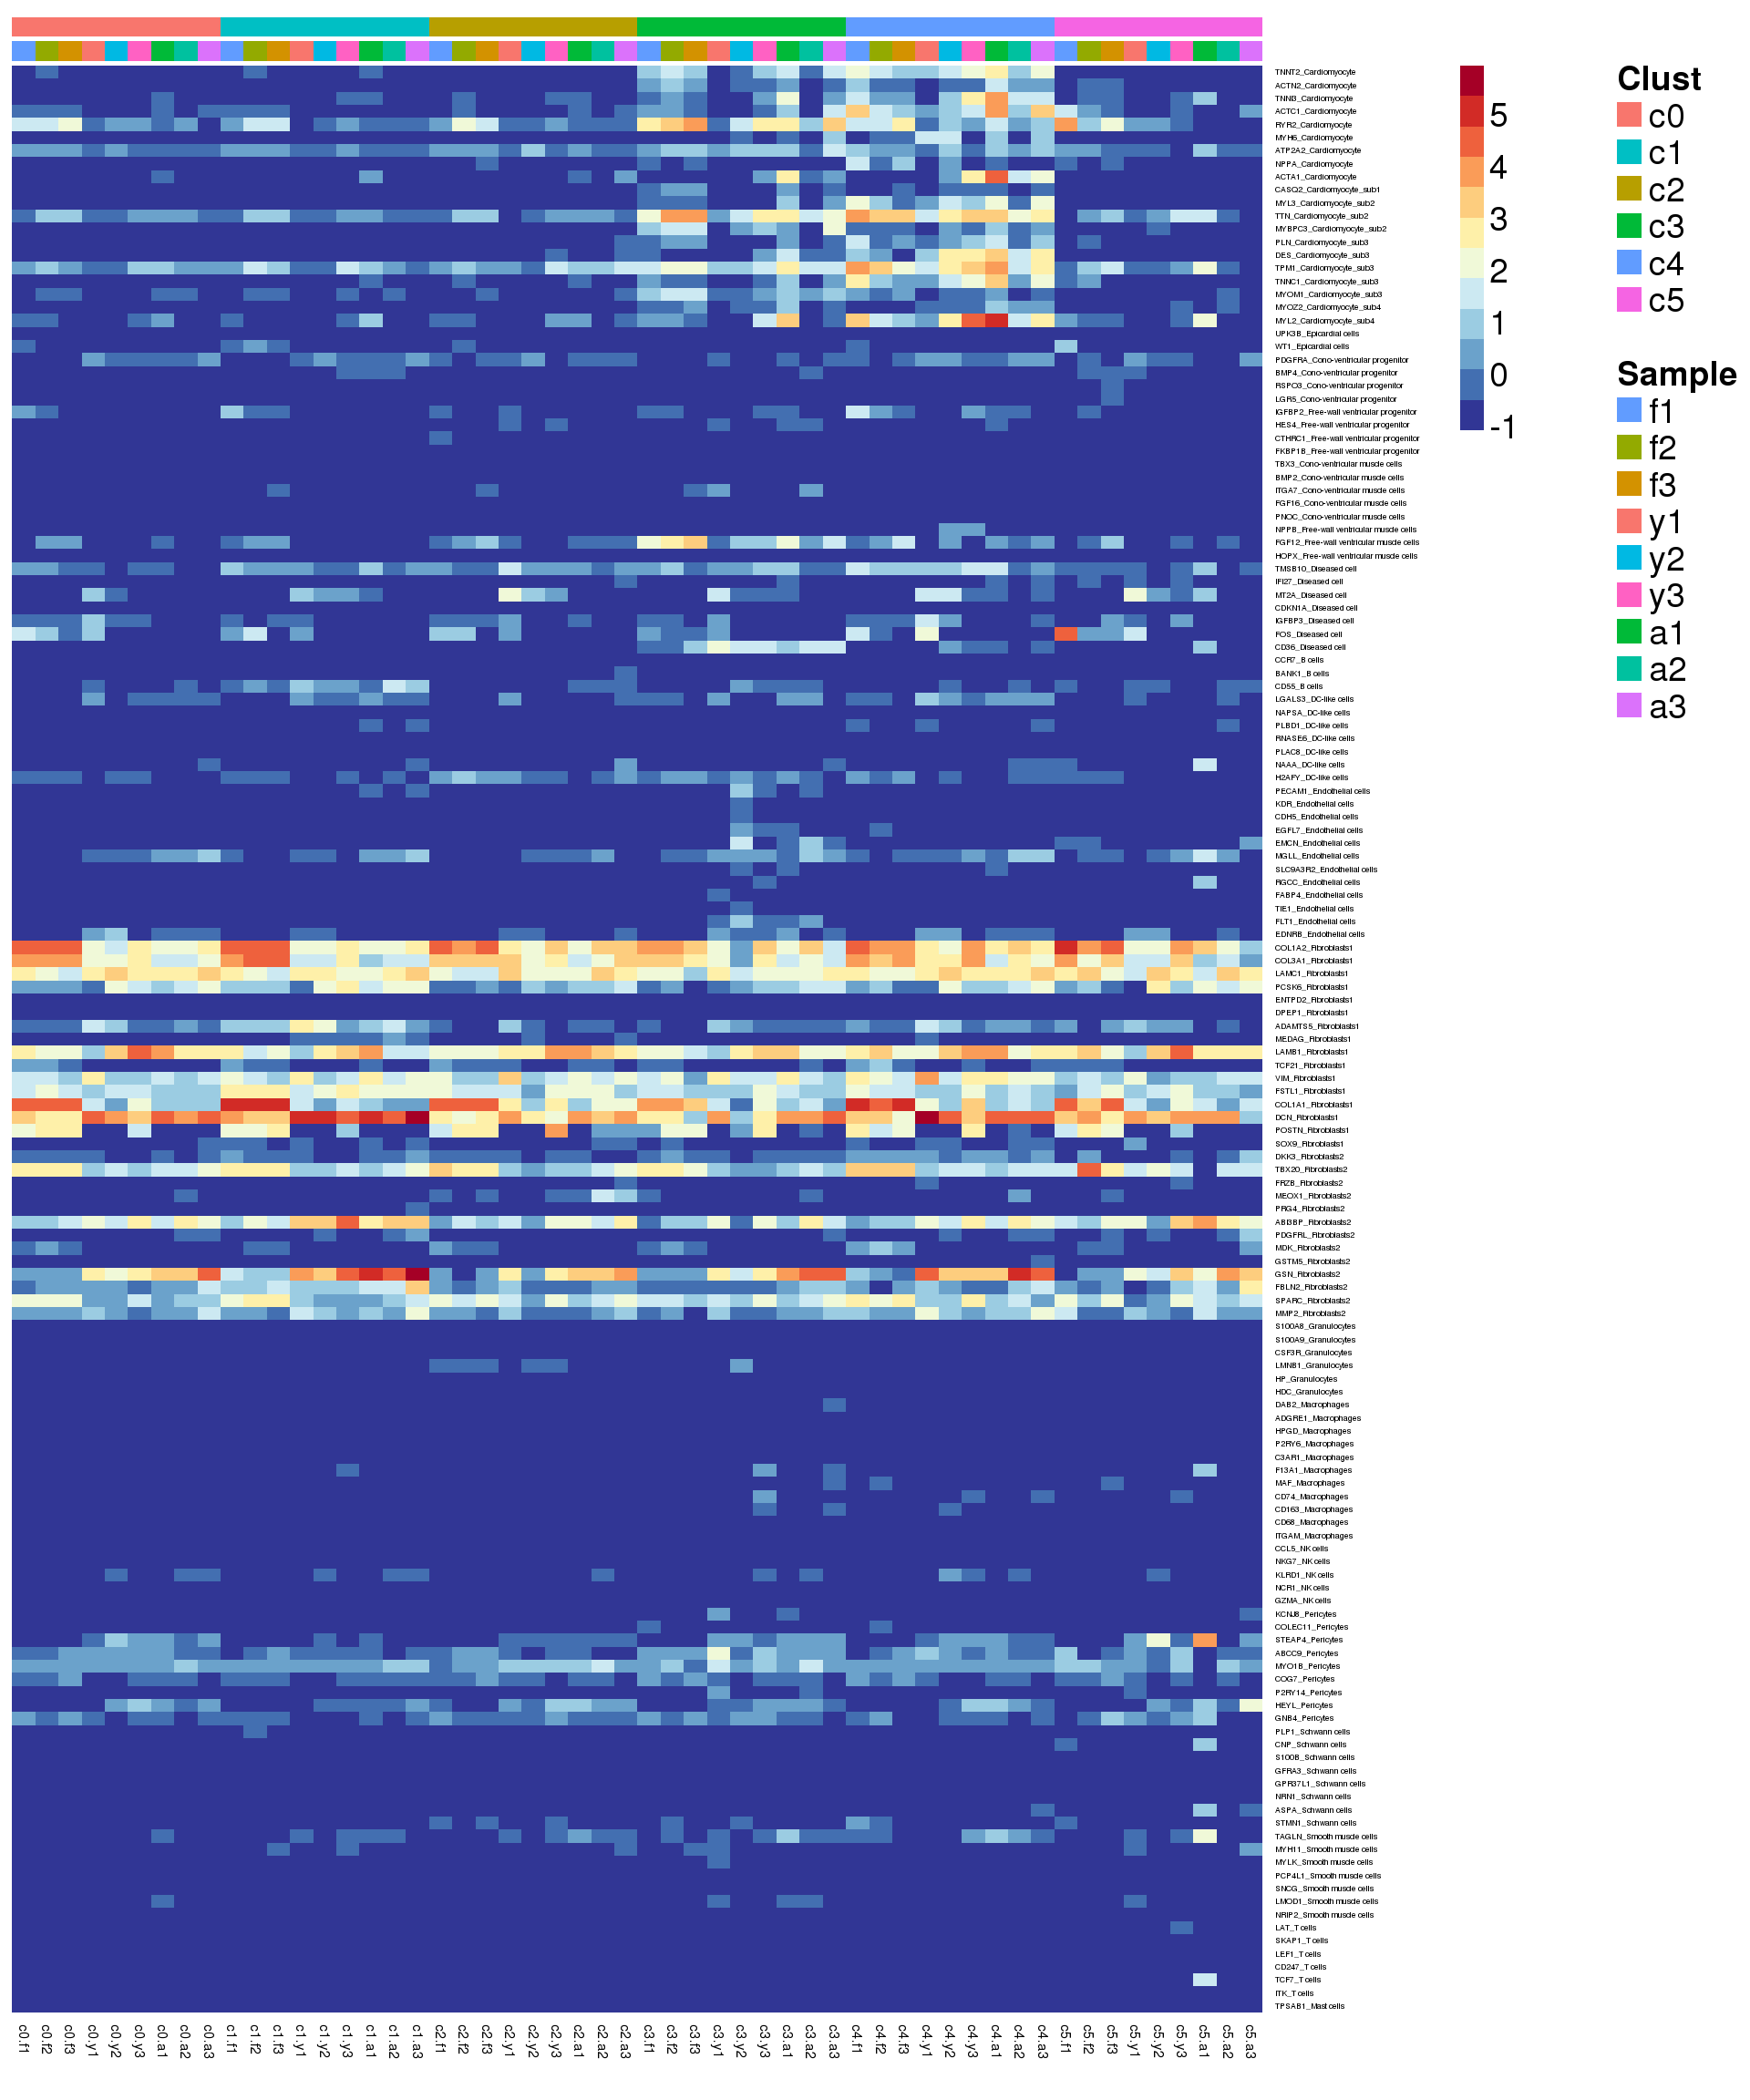 TNNT2_Cardiomyocyte
ACTN2_Cardiomyocyte
TNNI3_Cardiomyocyte
ACTC1_Cardiomyocyte
RYR2_Cardiomyocyte
MYH6_Cardiomyocyte
ATP2A2_Cardiomyocyte
NPPA_Cardiomyocyte
ACTA1_Cardiomyocyte
CASQ2_Cardiomyocyte_sub1
MYL3_Cardiomyocyte_sub2
TTN_Cardiomyocyte_sub2
MYBPC3_Cardiomyocyte_sub2
PLN_Cardiomyocyte_sub3
DES_Cardiomyocyte_sub3
TPM1_Cardiomyocyte_sub3
TNNC1_Cardiomyocyte_sub3
MYOM1_Cardiomyocyte_sub3
MYOZ2_Cardiomyocyte_sub4
MYL2_Cardiomyocyte_sub4
UPK3B_Epicardial cells
WT1_Epicardial cells
PDGFRA_Cono-ventricular progenitor
BMP4_Cono-ventricular progenitor
RSPO3_Cono-ventricular progenitor
LGR5_Cono-ventricular progenitor
IGFBP2_Free-wall ventricular progenitor
HES4_Free-wall ventricular progenitor
CTHRC1_Free-wall ventricular progenitor
FKBP1B_Free-wall ventricular progenitor
TBX3_Cono-ventricular muscle cells
BMP2_Cono-ventricular muscle cells
ITGA7_Cono-ventricular muscle cells
FGF16_Cono-ventricular muscle cells
PNOC_Cono-ventricular muscle cells
NPPB_Free-wall ventricular muscle cells
FGF12_Free-wall ventricular muscle cells
HOPX_Free-wall ventricular muscle cells
TMSB10_Diseased cell
IFI27_Diseased cell
MT2A_Diseased cell
CDKN1A_Diseased cell
IGFBP3_Diseased cell
FOS_Diseased cell
CD36_Diseased cell
CCR7_B cells
BANK1_B cells
CD55_B cells
LGALS3_DC-like cells
NAPSA_DC-like cells
PLBD1_DC-like cells
RNASE6_DC-like cells
PLAC8_DC-like cells
NAAA_DC-like cells
H2AFY_DC-like cells
PECAM1_Endothelial cells
KDR_Endothelial cells
CDH5_Endothelial cells
EGFL7_Endothelial cells
EMCN_Endothelial cells
MGLL_Endothelial cells
SLC9A3R2_Endothelial cells
RGCC_Endothelial cells
FABP4_Endothelial cells
TIE1_Endothelial cells
FLT1_Endothelial cells
EDNRB_Endothelial cells
COL1A2_Fibroblasts1
COL3A1_Fibroblasts1
LAMC1_Fibroblasts1
PCSK6_Fibroblasts1
ENTPD2_Fibroblasts1
DPEP1_Fibroblasts1
ADAMTS5_Fibroblasts1
MEDAG_Fibroblasts1
LAMB1_Fibroblasts1
TCF21_Fibroblasts1
VIM_Fibroblasts1
FSTL1_Fibroblasts1
COL1A1_Fibroblasts1
DCN_Fibroblasts1
POSTN_Fibroblasts1
SOX9_Fibroblasts1
DKK3_Fibroblasts2
TBX20_Fibroblasts2
FRZB_Fibroblasts2
MEOX1_Fibroblasts2
PRG4_Fibroblasts2
ABI3BP_Fibroblasts2
PDGFRL_Fibroblasts2
MDK_Fibroblasts2
GSTM5_Fibroblasts2
GSN_Fibroblasts2
FBLN2_Fibroblasts2
SPARC_Fibroblasts2
MMP2_Fibroblasts2
S100A8_Granulocytes
S100A9_Granulocytes
CSF3R_Granulocytes
LMNB1_Granulocytes
HP_Granulocytes
HDC_Granulocytes
DAB2_Macrophages
ADGRE1_Macrophages
HPGD_Macrophages
P2RY6_Macrophages
C3AR1_Macrophages
F13A1_Macrophages
MAF_Macrophages
CD74_Macrophages
CD163_Macrophages
CD68_Macrophages
ITGAM_Macrophages
CCL5_NK cells
NKG7_NK cells
KLRD1_NK cells
NCR1_NK cells
GZMA_NK cells
KCNJ8_Pericytes
COLEC11_Pericytes
STEAP4_Pericytes
ABCC9_Pericytes
MYO1B_Pericytes
COG7_Pericytes
P2RY14_Pericytes
HEYL_Pericytes
GNB4_Pericytes
PLP1_Schwann cells
CNP_Schwann cells
S100B_Schwann cells
GFRA3_Schwann cells
GPR37L1_Schwann cells
NRN1_Schwann cells
ASPA_Schwann cells
STMN1_Schwann cells
TAGLN_Smooth muscle cells
MYH11_Smooth muscle cells
MYLK_Smooth muscle cells
PCP4L1_Smooth muscle cells
SNCG_Smooth muscle cells
LMOD1_Smooth muscle cells
NRIP2_Smooth muscle cells
LAT_T cells
SKAP1_T cells
LEF1_T cells
CD247_T cells
TCF7_T cells
ITK_T cells
TPSAB1_Mast cells
5
4
3
2
1
0
-1
Clust
c0
c1
c2
c3
c4
c5
Sample
f1
f2
f3
y1
y2
y3
a1
a2
a3
c0.f1
c0.f2
c0.f3
c0.y1
c0.y2
c0.y3
c0.a1
c0.a2
c0.a3
c1.f1
c1.f2
c1.f3
c1.y1
c1.y2
c1.y3
c1.a1
c1.a2
c1.a3
c2.f1
c2.f2
c2.f3
c2.y1
c2.y2
c2.y3
c2.a1
c2.a2
c2.a3
c3.f1
c3.f2
c3.f3
c3.y1
c3.y2
c3.y3
c3.a1
c3.a2
c3.a3
c4.f1
c4.f2
c4.f3
c4.y1
c4.y2
c4.y3
c4.a1
c4.a2
c4.a3
c5.f1
c5.f2
c5.f3
c5.y1
c5.y2
c5.y3
c5.a1
c5.a2
c5.a3